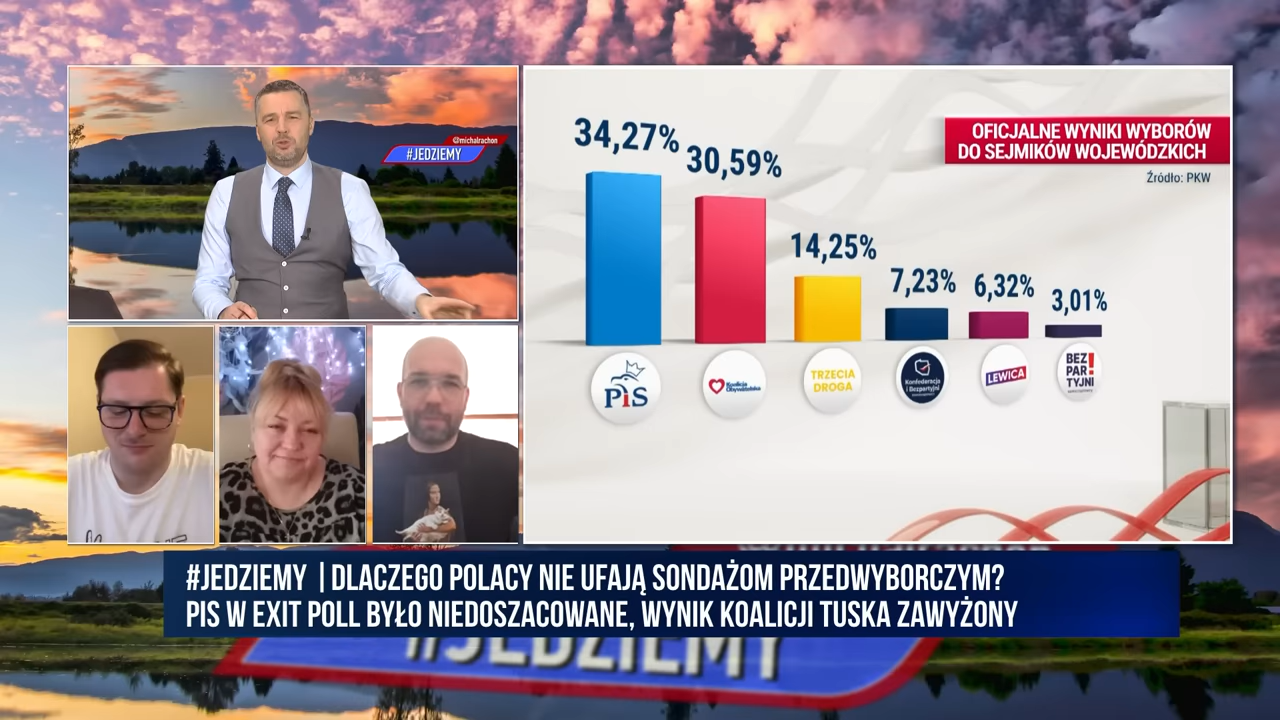 @michalrachon
#JEDZIEMY
OFICJALNE WYNIKI WYBORÓW
DO SEJMIKÓW WOJEWÓDZKICH
Źródło: PKW
34,27%
30,59%
14,25%
7,23%
6,32%
3,01%
PiS
Koalicja
Obywatelska
TRZECIA
DROGA
Konfederacja
i Bezpartyjni
LEWICA
BEZ
PAR
TYJNI
#JEDZIEMY | DLACZEGO POLACY NIE UFAJĄ SONDAŻOM PRZEDWYBORCZYM?
PIS W EXIT POLL BYŁO NIEDOSZACOWANE, WYNIK KOALICJI TUSKA ZAWYŻONY
#JEDZIEMY